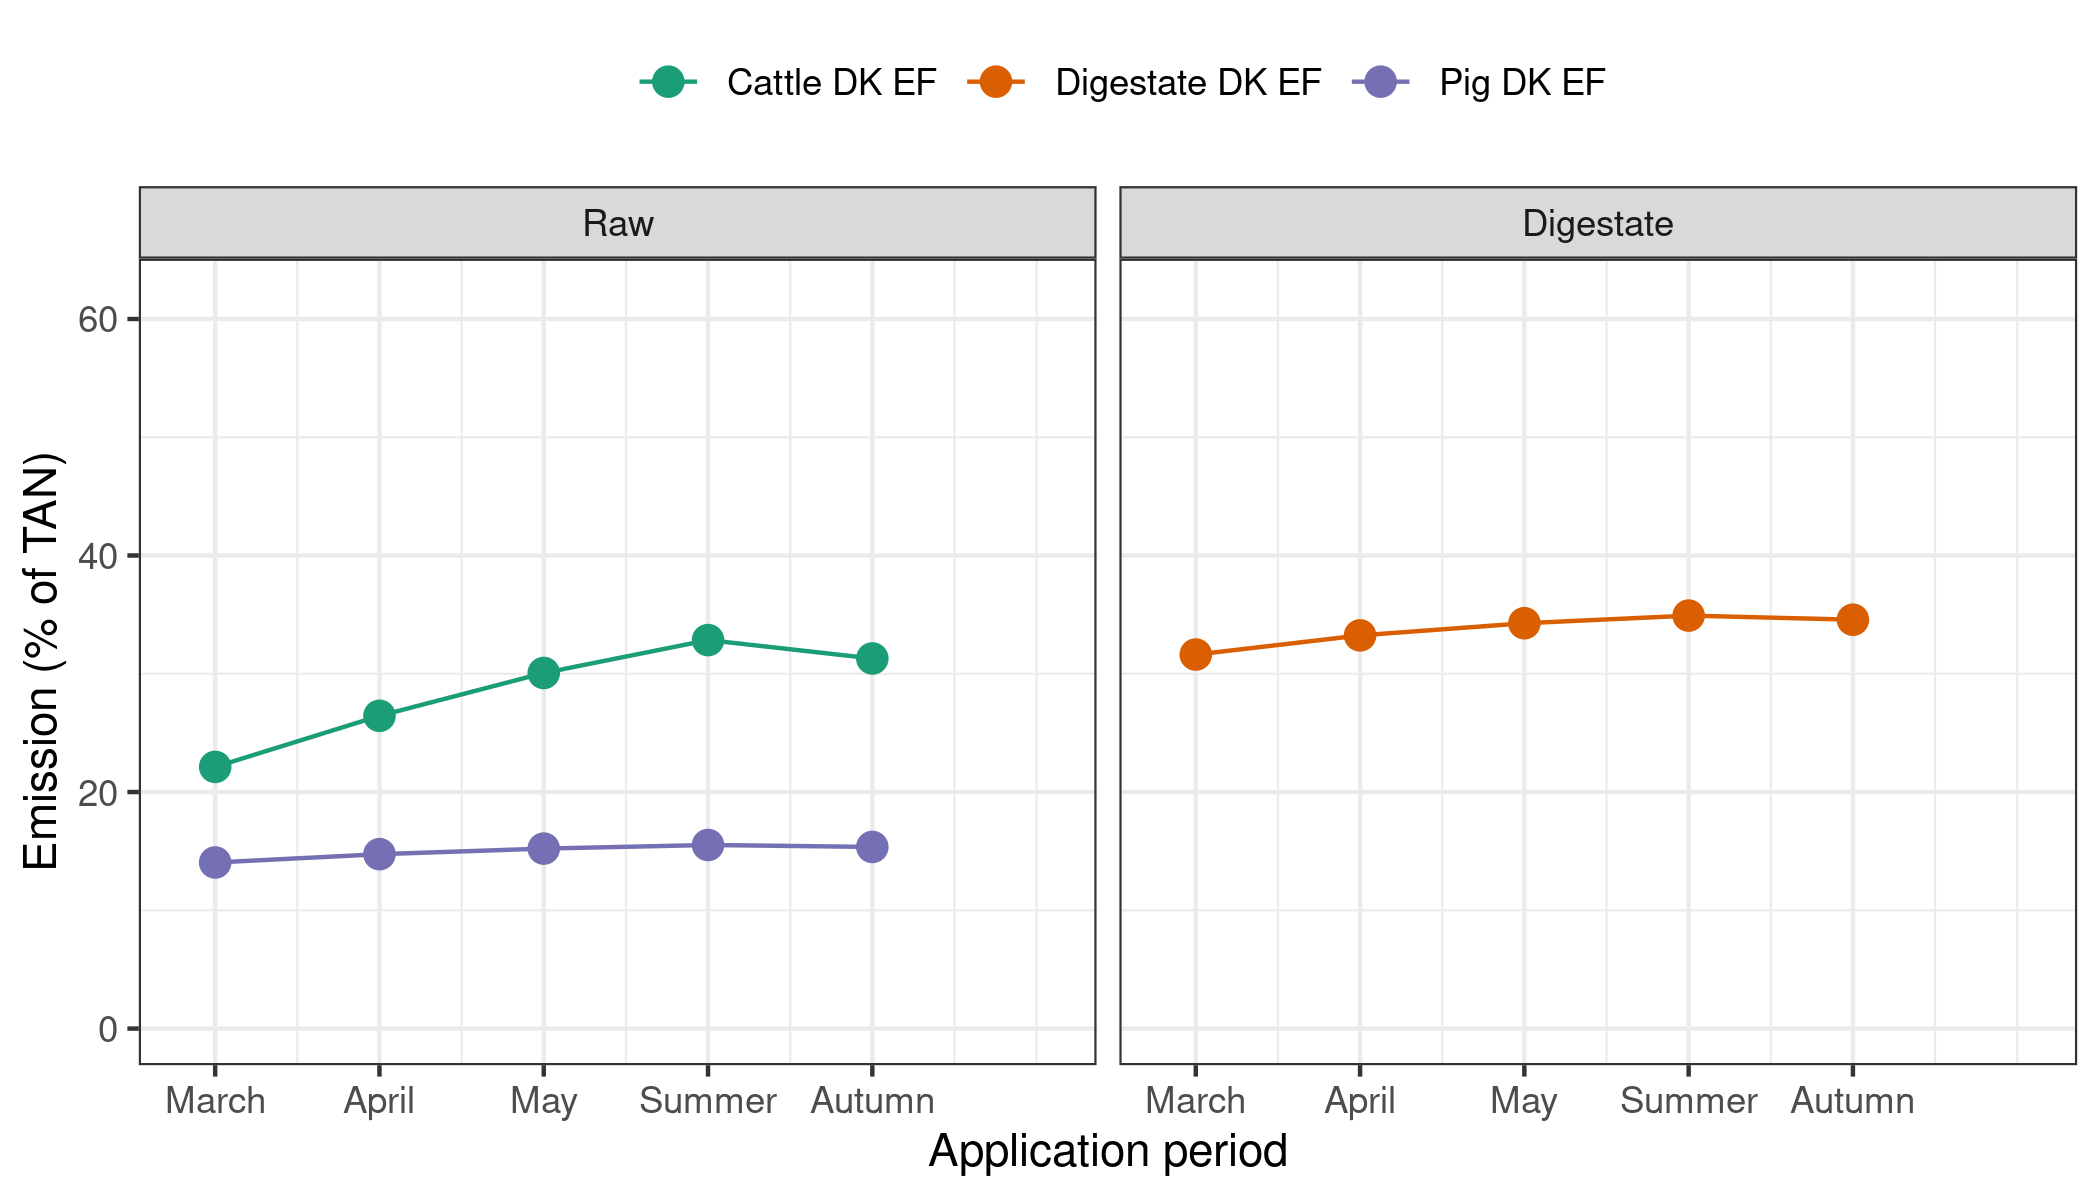 Cattle DK EF Digestate DK EF Pig DK EF
Raw Digestate
60
40
20
0
Emission (% of TAN)
March April May Summer Autumn March April May Summer Autumn
Application period